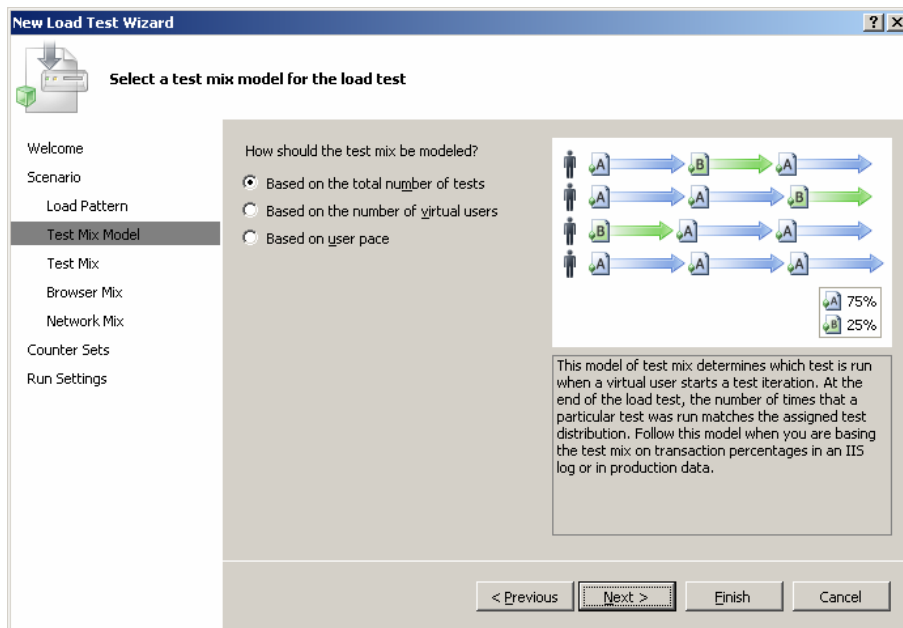 New Load Test Wizard
Select a test mix model for the load test
Welcome
Scenario
Load Pattern
Test Mix Model
Test Mix
Browser Mix
Network Mix
Counter Sets
Run Settings
How should the test mix be modeled?
Based on the total number of tests
Based on the number of virtual users
Based on user pace
A B A
A A B
B A A
A A A
A 75%
B 25%
This model of test mix determines which test is run
when a virtual user starts a test iteration. At the
end of the load test, the number of times that a
particular test was run matches the assigned test
distribution. Follow this model when you are basing
the test mix on transaction percentages in an IIS
log or in production data.
< Previous
Next >
Finish
Cancel